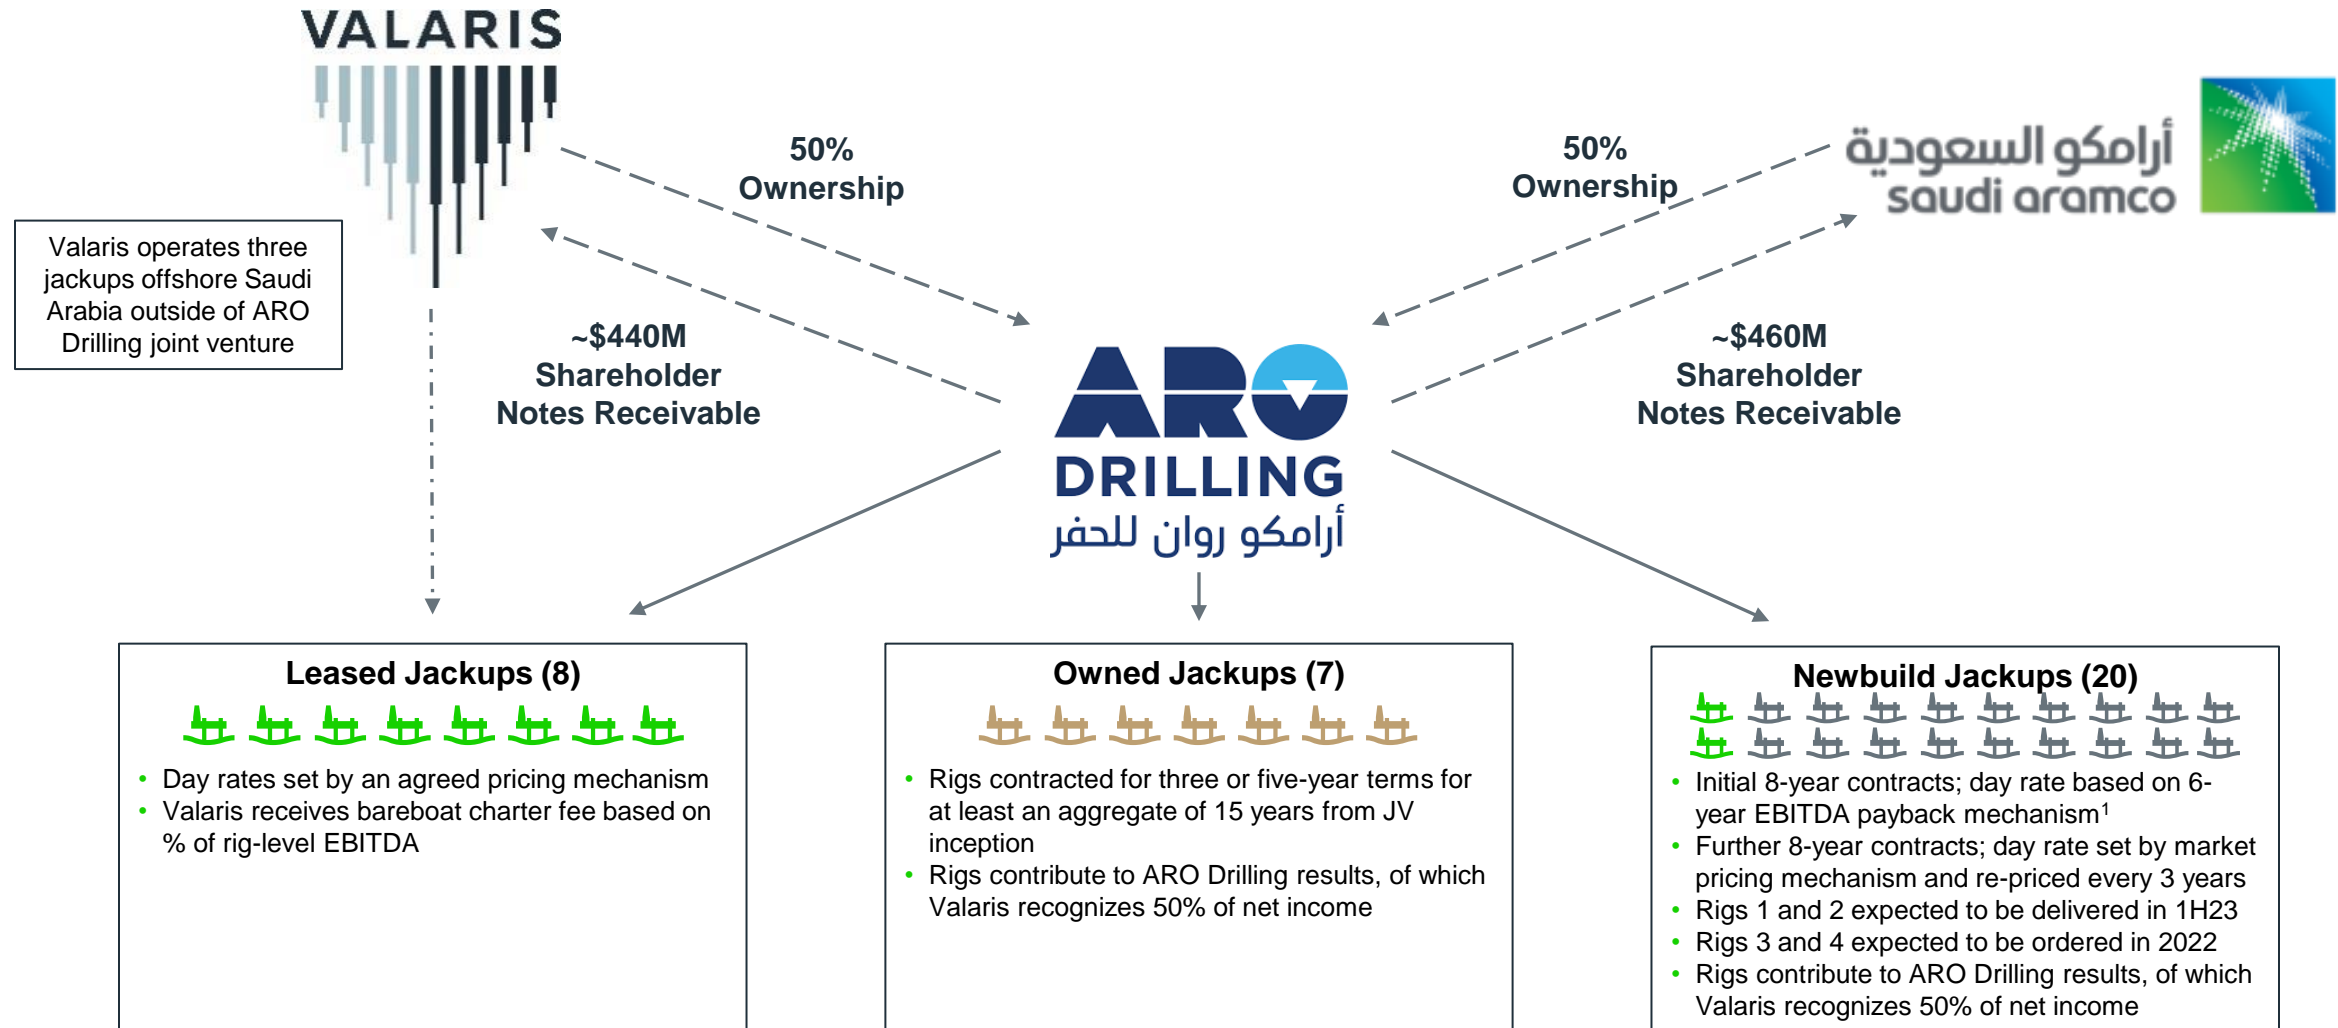 VALARIS
50%
Ownership
50%
Ownership
أرامكو السعودية
saudi aramco
Valaris operates three
jackups offshore Saudi
Arabia outside of ARO
Drilling joint venture
~$440M
Shareholder
Notes Receivable
~$460M
Shareholder
Notes Receivable
ARO
DRILLING
أرامكو روان للحفر
Leased Jackups (8)
• Day rates set by an agreed pricing mechanism
• Valaris receives bareboat charter fee based on
% of rig-level EBITDA
Owned Jackups (7)
• Rigs contracted for three or five-year terms for
at least an aggregate of 15 years from JV
inception
• Rigs contribute to ARO Drilling results, of which
Valaris recognizes 50% of net income
Newbuild Jackups (20)
• Initial 8-year contracts; day rate based on 6-
year EBITDA payback mechanism¹
• Further 8-year contracts; day rate set by market
pricing mechanism and re-priced every 3 years
• Rigs 1 and 2 expected to be delivered in 1H23
• Rigs 3 and 4 expected to be ordered in 2022
• Rigs contribute to ARO Drilling results, of which
Valaris recognizes 50% of net income